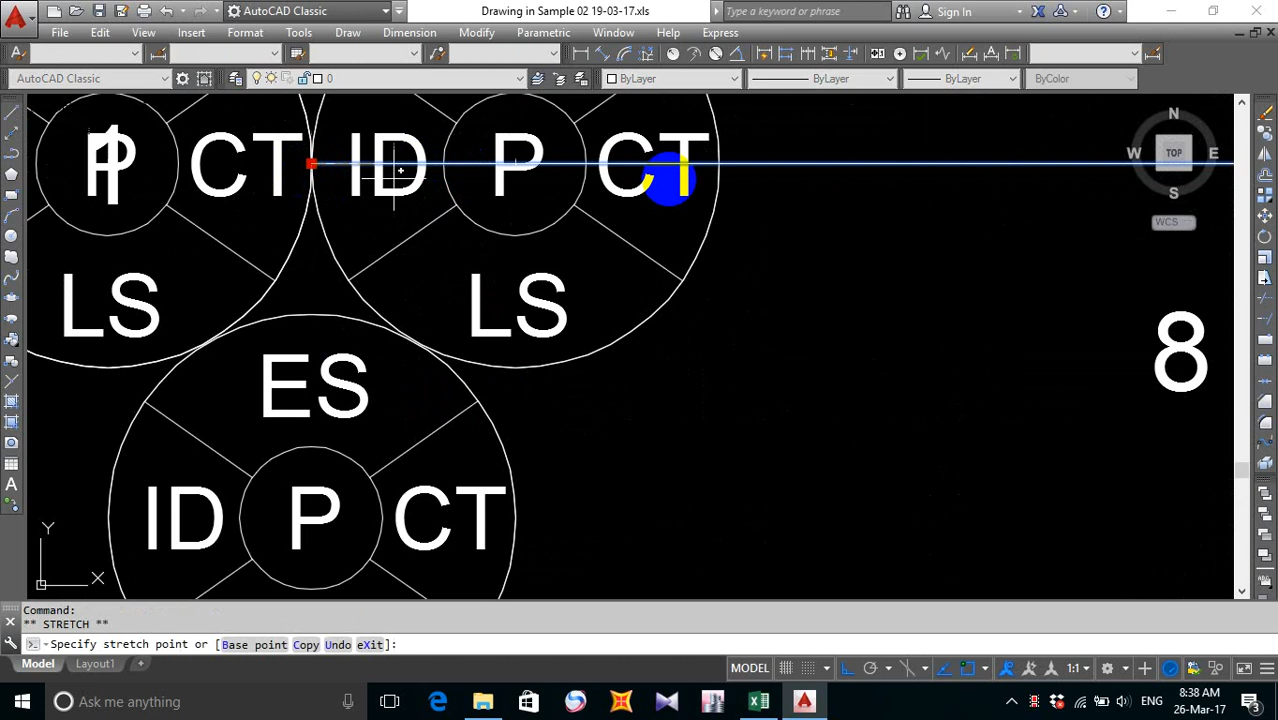 AutoCAD Classic
Drawing in Sample 02 19-03-17.xls
Type a keyword or phrase
Sign In
File Edit View Insert Format Tools Draw Dimension Modify Parametric Window Help Express
AutoCAD Classic
0
ByLayer
ByLayer
ByLayer
ByColor
P CT ID P CT
LS LS
ES
ID P CT
8
N
W TOP E
S
WCS
Y
X
Command:
** STRETCH **
Specify stretch point or [Base point Copy Undo eXit]:
Model Layout1 +
MODEL
1:1
Ask me anything
ENG
8:38 AM
26-Mar-17
3